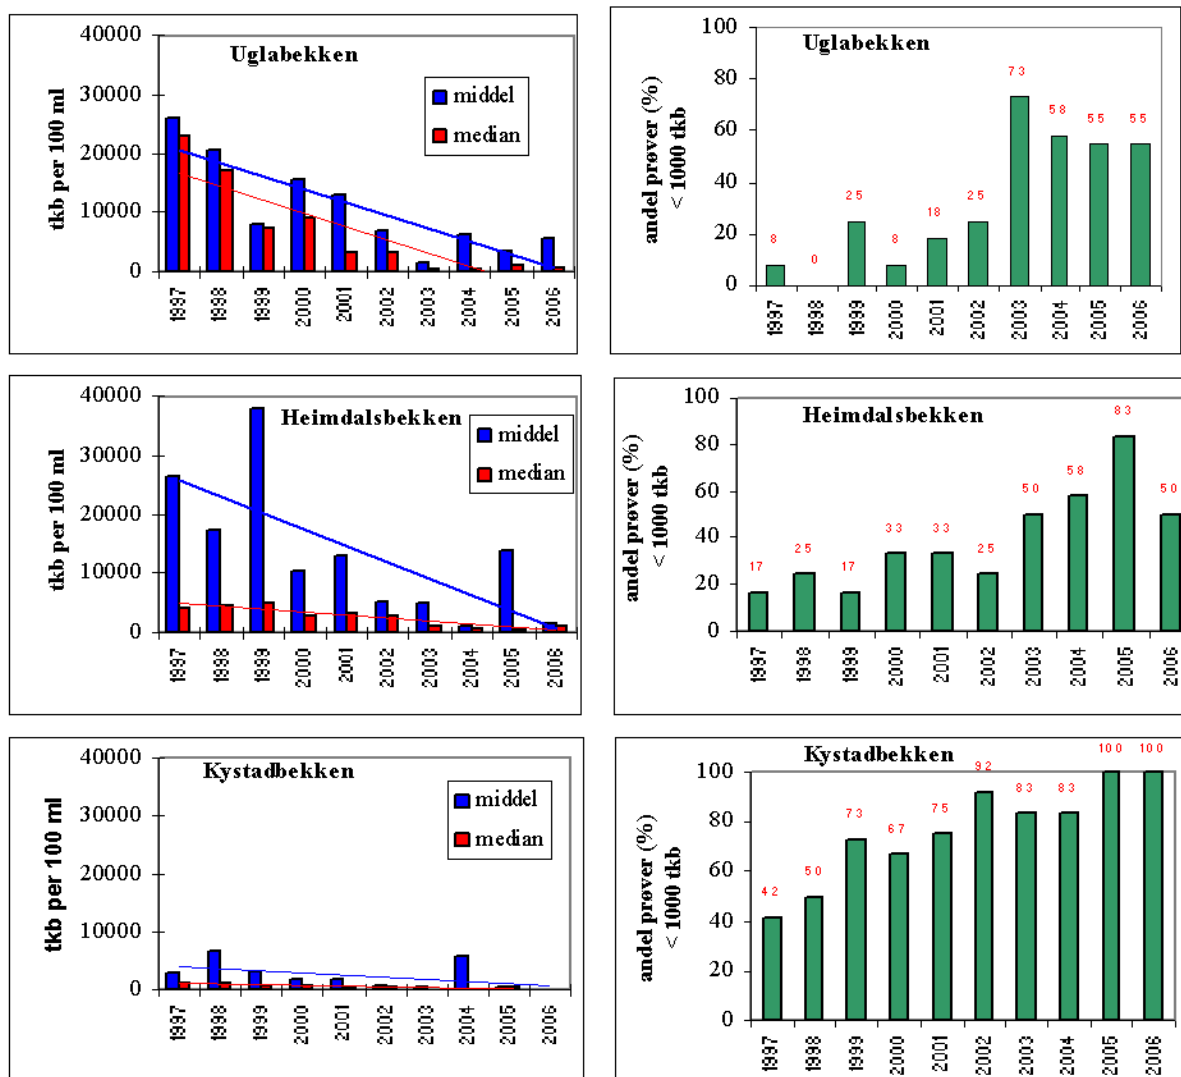 Uglabekken
tkb per 100 ml
40000
30000
20000
10000
0
middel
median
1997 1998 1999 2000 2001 2002 2003 2004 2005 2006
Uglabekken
andel prøver (%)
< 1000 tkb
100
80
60
40
20
0
8 0 25 8 18 25 73 58 55 55
1997 1998 1999 2000 2001 2002 2003 2004 2005 2006
Heimdalsbekken
tkb per 100 ml
40000
30000
20000
10000
0
middel
median
1997 1998 1999 2000 2001 2002 2003 2004 2005 2006
Heimdalsbekken
andel prøver (%)
< 1000 tkb
100
80
60
40
20
0
17 25 17 33 33 25 50 58 83 50
1997 1998 1999 2000 2001 2002 2003 2004 2005 2006
Kystadbekken
tkb per 100 ml
40000
30000
20000
10000
0
middel
median
1997 1998 1999 2000 2001 2002 2003 2004 2005 2006
Kystadbekken
andel prøver (%)
< 1000 tkb
100
80
60
40
20
0
42 50 73 67 75 92 83 83 100 100
1997 1998 1999 2000 2001 2002 2003 2004 2005 2006